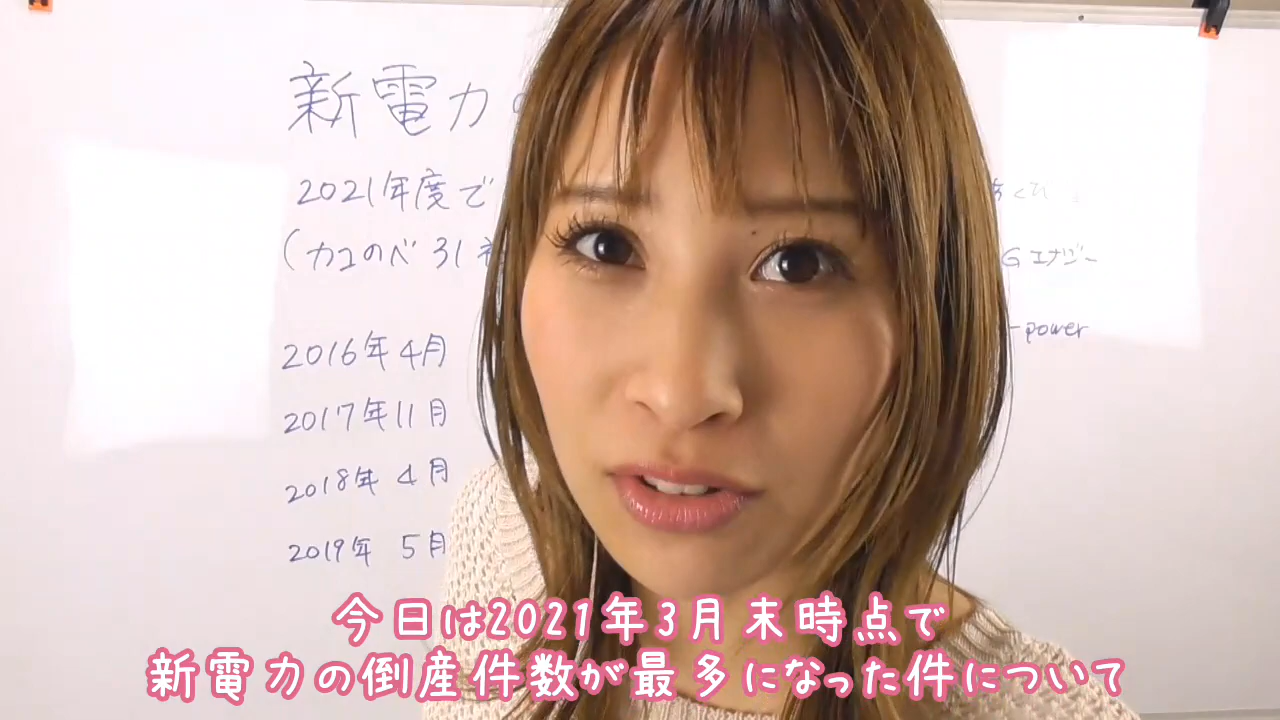 新電力の
2021年度で
(カコのべ 31社
Gエナジー
-power
2016年4月
2017年11月
2018年 4月
2019年 5月
今日は2021年3月末時点で
新電力の倒産件数が最多になった件について